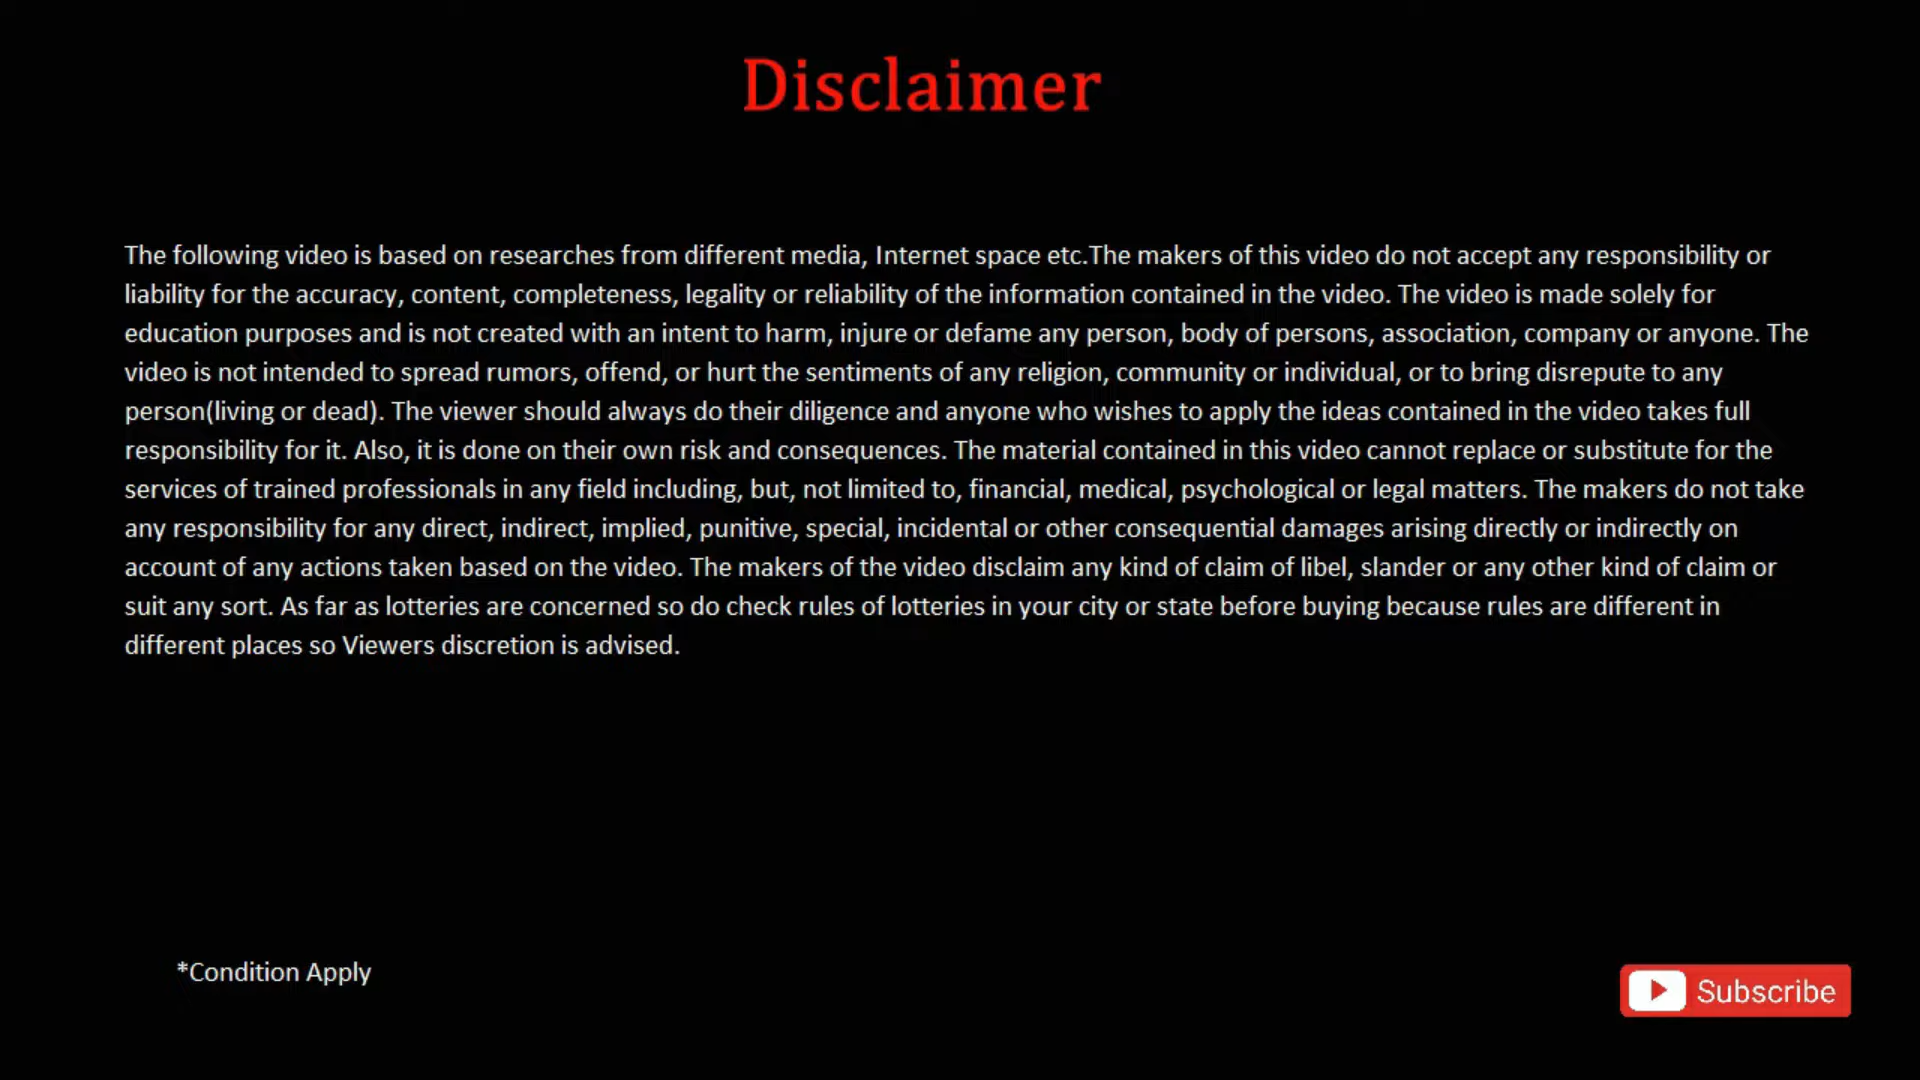 Disclaimer
The following video is based on researches from different media, Internet space etc.The makers of this video do not accept any responsibility or
liability for the accuracy, content, completeness, legality or reliability of the information contained in the video. The video is made solely for
education purposes and is not created with an intent to harm, injure or defame any person, body of persons, association, company or anyone. The
video is not intended to spread rumors, offend, or hurt the sentiments of any religion, community or individual, or to bring disrepute to any
person(living or dead). The viewer should always do their diligence and anyone who wishes to apply the ideas contained in the video takes full
responsibility for it. Also, it is done on their own risk and consequences. The material contained in this video cannot replace or substitute for the
services of trained professionals in any field including, but, not limited to, financial, medical, psychological or legal matters. The makers do not take
any responsibility for any direct, indirect, implied, punitive, special, incidental or other consequential damages arising directly or indirectly on
account of any actions taken based on the video. The makers of the video disclaim any kind of claim of libel, slander or any other kind of claim or
suit any sort. As far as lotteries are concerned so do check rules of lotteries in your city or state before buying because rules are different in
different places so Viewers discretion is advised.
*Condition Apply
Subscribe